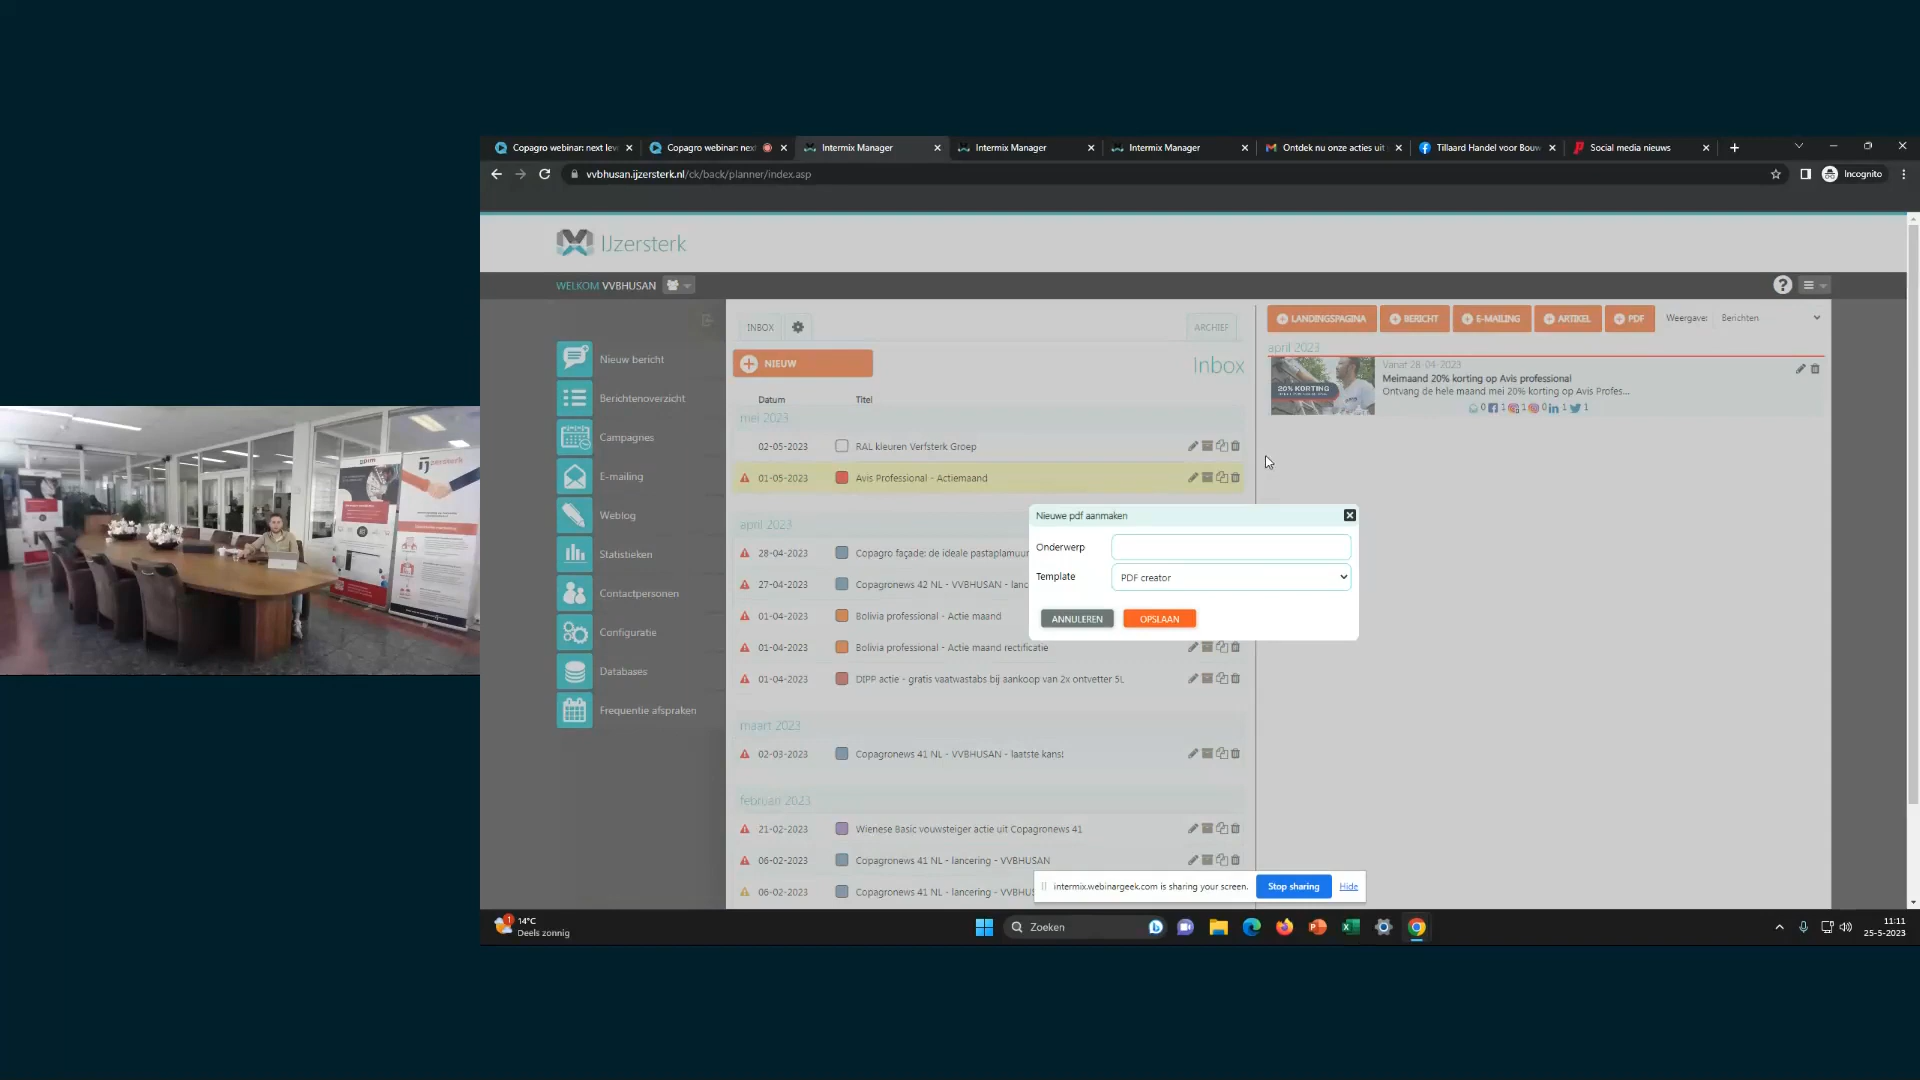 Copagro webinar: next lev
Copagro webinar: nex
Intermix Manager
Intermix Manager
Intermix Manager
Ontdek nu onze acties uit
Tillaard Handel voor Bouw
Social media nieuws
vvbhusan.ijzersterk.nl/ck/back/planner/index.asp
Incognito
IJzersterk
WELKOM VVBHUSAN
Nieuw bericht
Berichtenoverzicht
Campagnes
E-mailing
Weblog
Statistieken
Contactpersonen
Configuratie
Databases
Frequentie afspraken
INBOX
ARCHIEF
NIEUW
Inbox
Datum Titel
mei 2023
02-05-2023 RAL kleuren Verfsterk Groep
01-05-2023 Avis Professional - Actiemaand
april 2023
28-04-2023 Copagro façade: de ideale pastaplamuur
27-04-2023 Copagronews 42 NL - VVBHUSAN - lanc
01-04-2023 Bolivia professional - Actie maand
01-04-2023 Bolivia professional - Actie maand rectificatie
01-04-2023 DIPP actie - gratis vaatwastabs bij aankoop van 2x ontvetter 5L
maart 2023
02-03-2023 Copagronews 41 NL - VVBHUSAN - laatste kans!
februari 2023
21-02-2023 Wienese Basic vouwsteiger actie uit Copagronews 41
06-02-2023 Copagronews 41 NL - lancering - VVBHUSAN
06-02-2023 Copagronews 41 NL - lancering - VVBHU
LANDINGSPAGINA BERICHT E-MAILING ARTIKEL PDF Weergave: Berichten
april 2023
20% KORTING
Vanaf 28-04-2023
Meimaand 20% korting op Avis professional
Ontvang de hele maand mei 20% korting op Avis Profes...
0 1 1 0 1 1
Nieuwe pdf aanmaken
Onderwerp
Template PDF creator
ANNULEREN OPSLAAN
intermix.webinargeek.com is sharing your screen. Stop sharing Hide
1
14°C
Deels zonnig
Zoeken
11:11
25-5-2023
ijzersterk